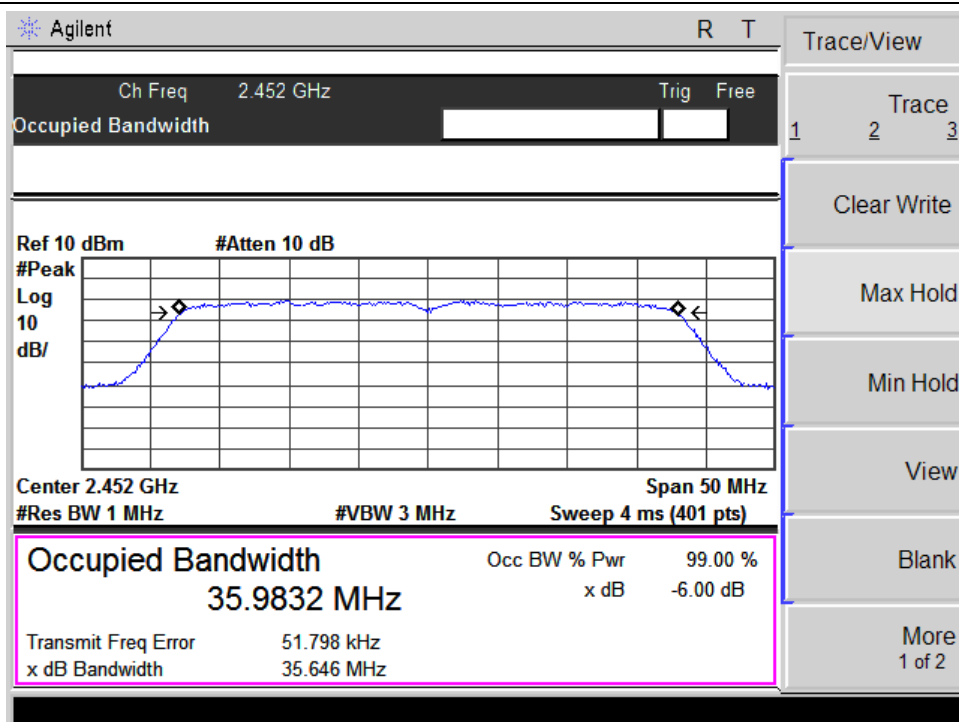 Agilent R T
Ch Freq 2.452 GHz Trig Free
Occupied Bandwidth
Ref 10 dBm #Atten 10 dB
#Peak
Log
10
dB/
Center 2.452 GHz Span 50 MHz
#Res BW 1 MHz #VBW 3 MHz Sweep 4 ms (401 pts)
Occupied Bandwidth Occ BW % Pwr 99.00 %
35.9832 MHz x dB -6.00 dB
Transmit Freq Error 51.798 kHz
x dB Bandwidth 35.646 MHz
Trace/View
Trace
1 2 3
Clear Write
Max Hold
Min Hold
View
Blank
More
1 of 2